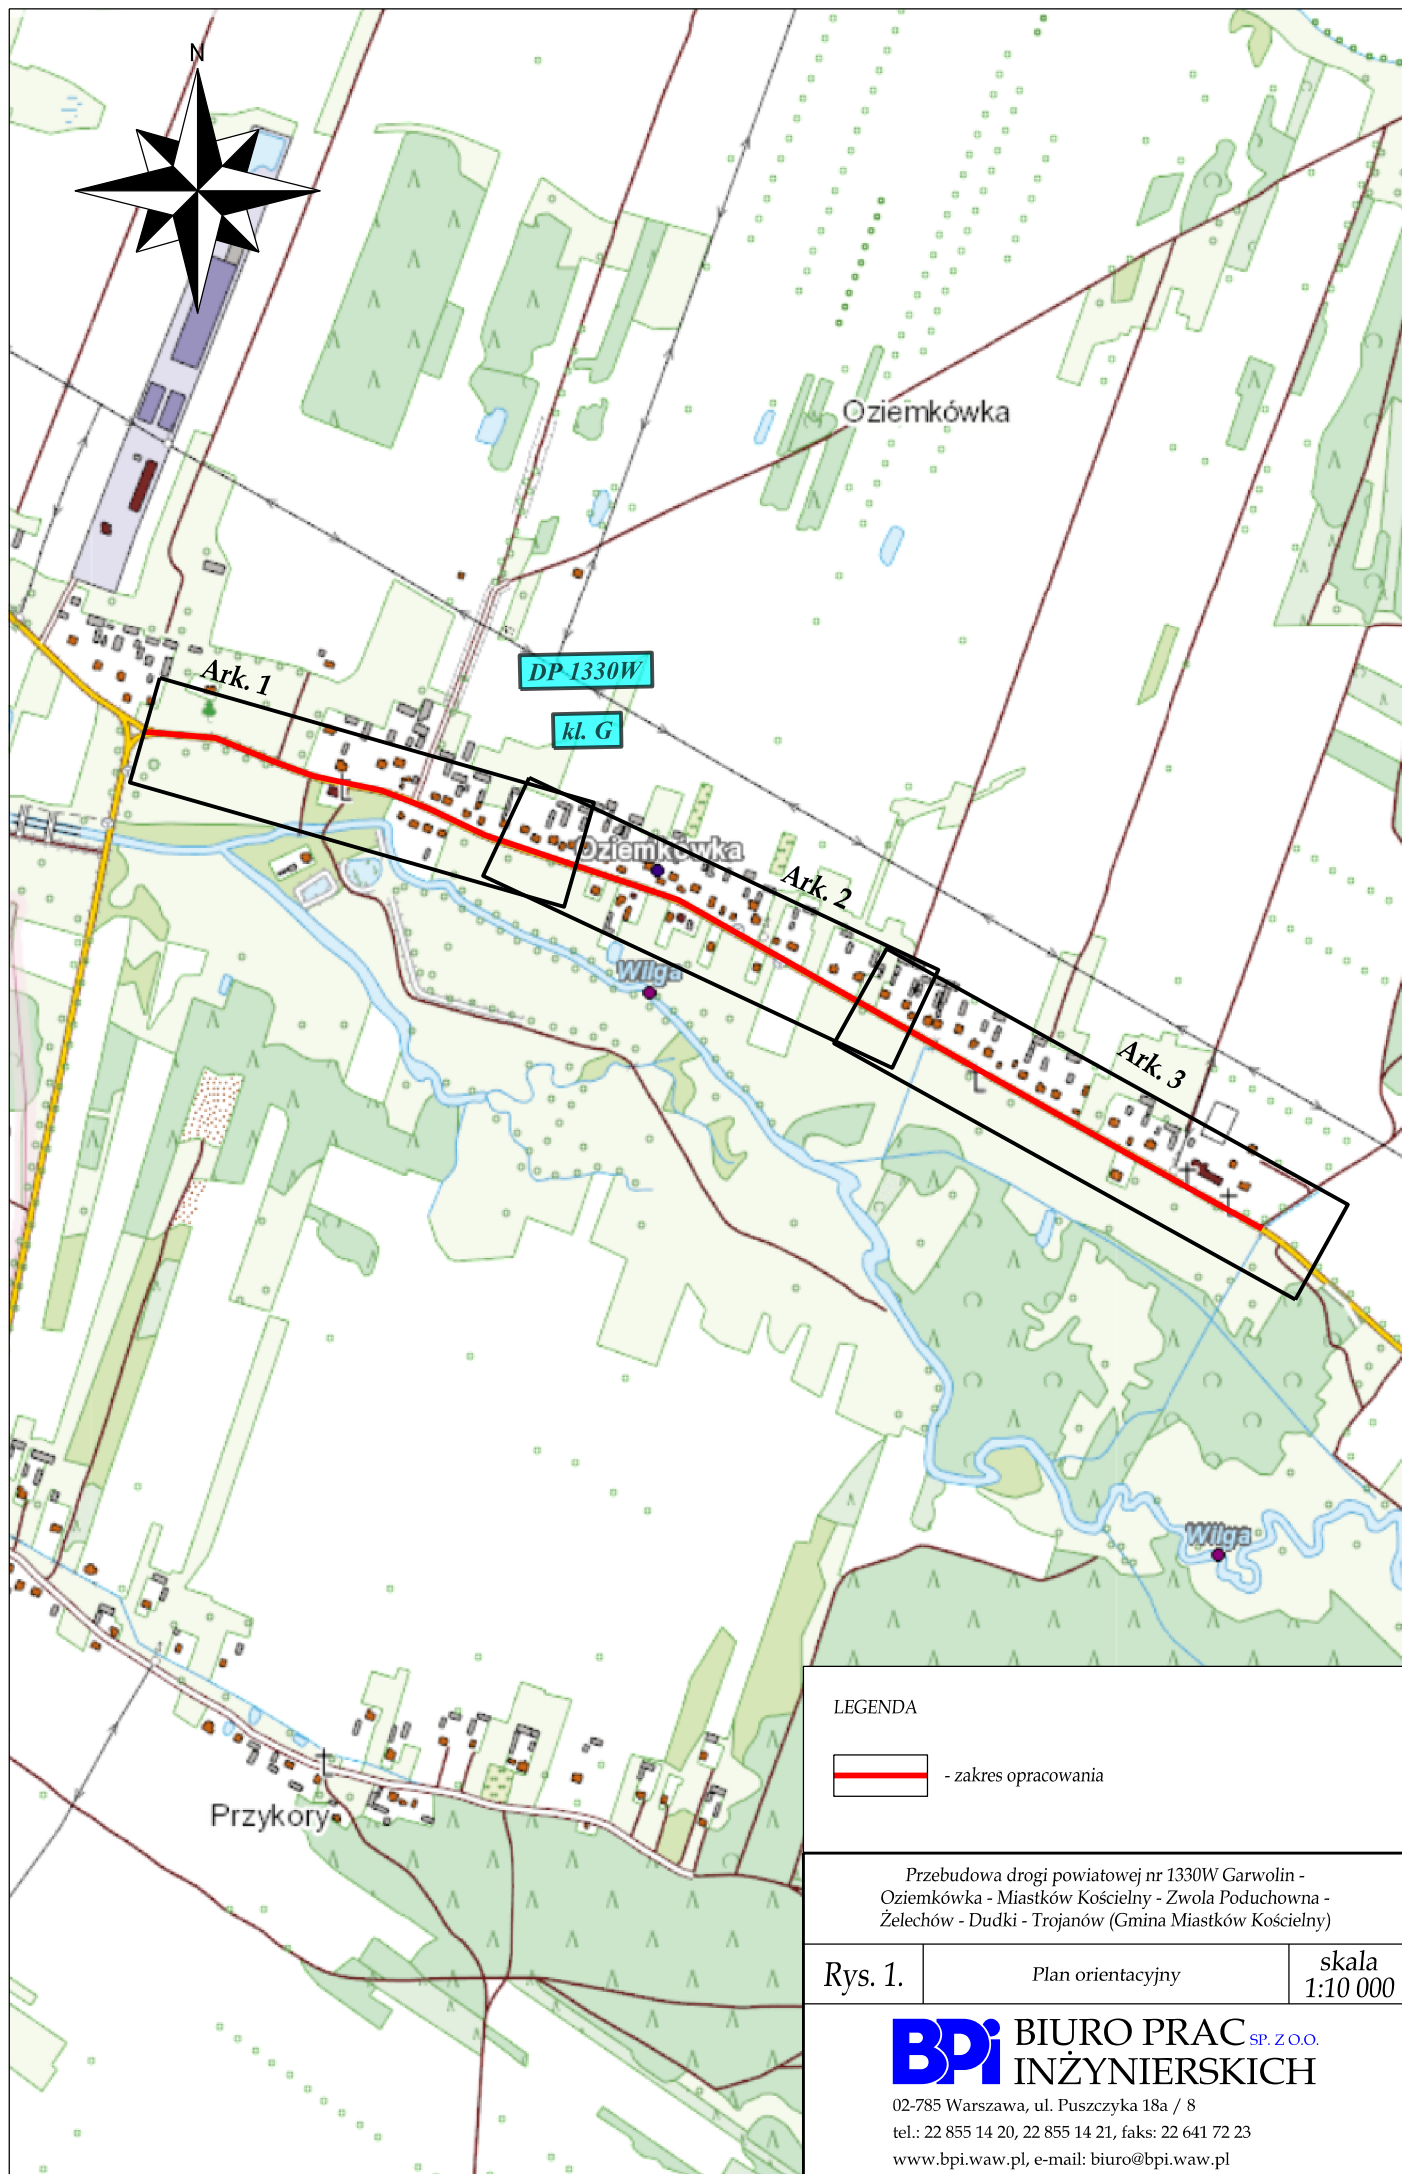 N
Oziemkówka
Ark. 1
DP 1330W
kl. G
Oziemkówka
Ark. 2
Wilga
Ark. 3
Wilga
Przykory
LEGENDA
- zakres opracowania
Przebudowa drogi powiatowej nr 1330W Garwolin -
Oziemkówka - Miastków Kościelny - Zwola Poduchowna -
Żelechów - Dudki - Trojanów (Gmina Miastków Kościelny)
Rys. 1.
Plan orientacyjny
skala
1:10 000
BPi BIURO PRAC SP. Z O.O.
INŻYNIERSKICH
02-785 Warszawa, ul. Puszczyka 18a / 8
tel.: 22 855 14 20, 22 855 14 21, faks: 22 641 72 23
www.bpi.waw.pl, e-mail: biuro@bpi.waw.pl